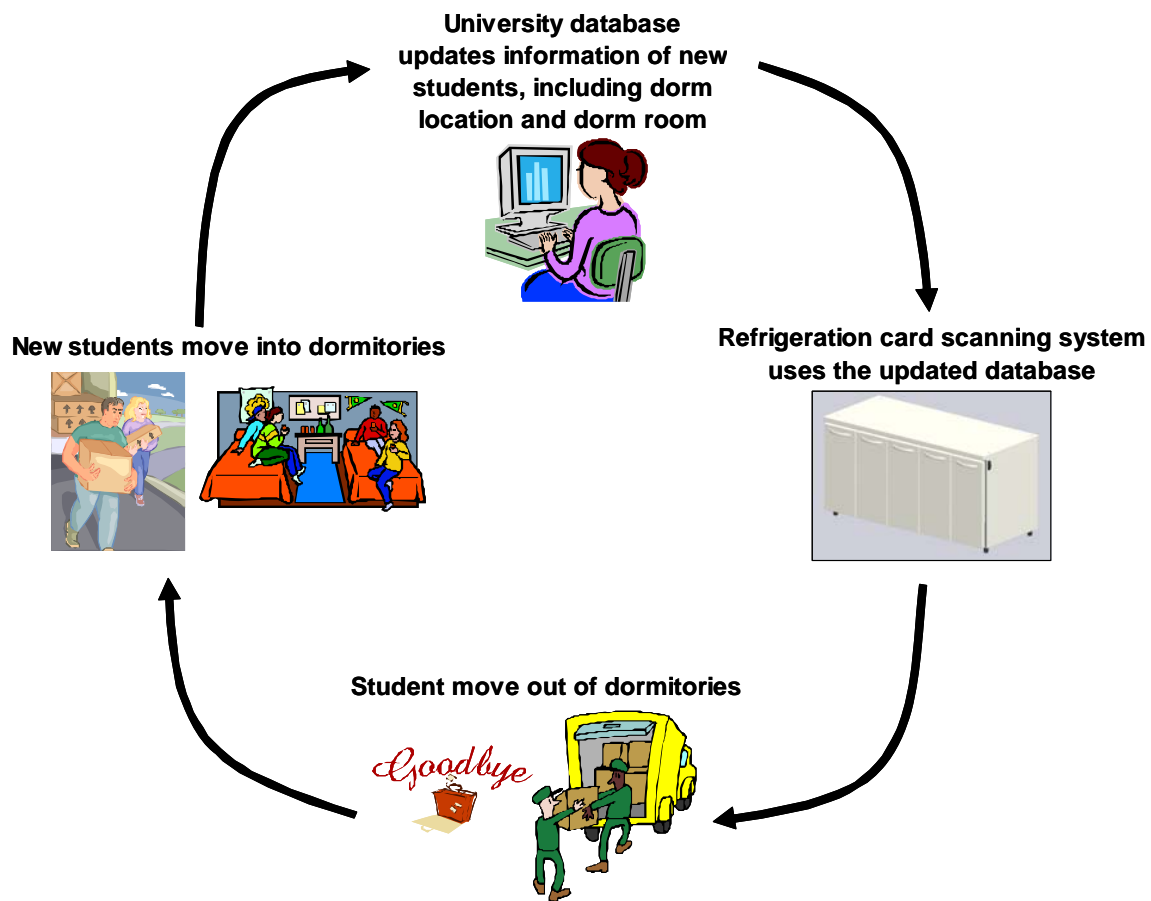 University database
updates information of new
students, including dorm
location and dorm room
New students move into dormitories
Refrigeration card scanning system
uses the updated database
Student move out of dormitories
Goodbye